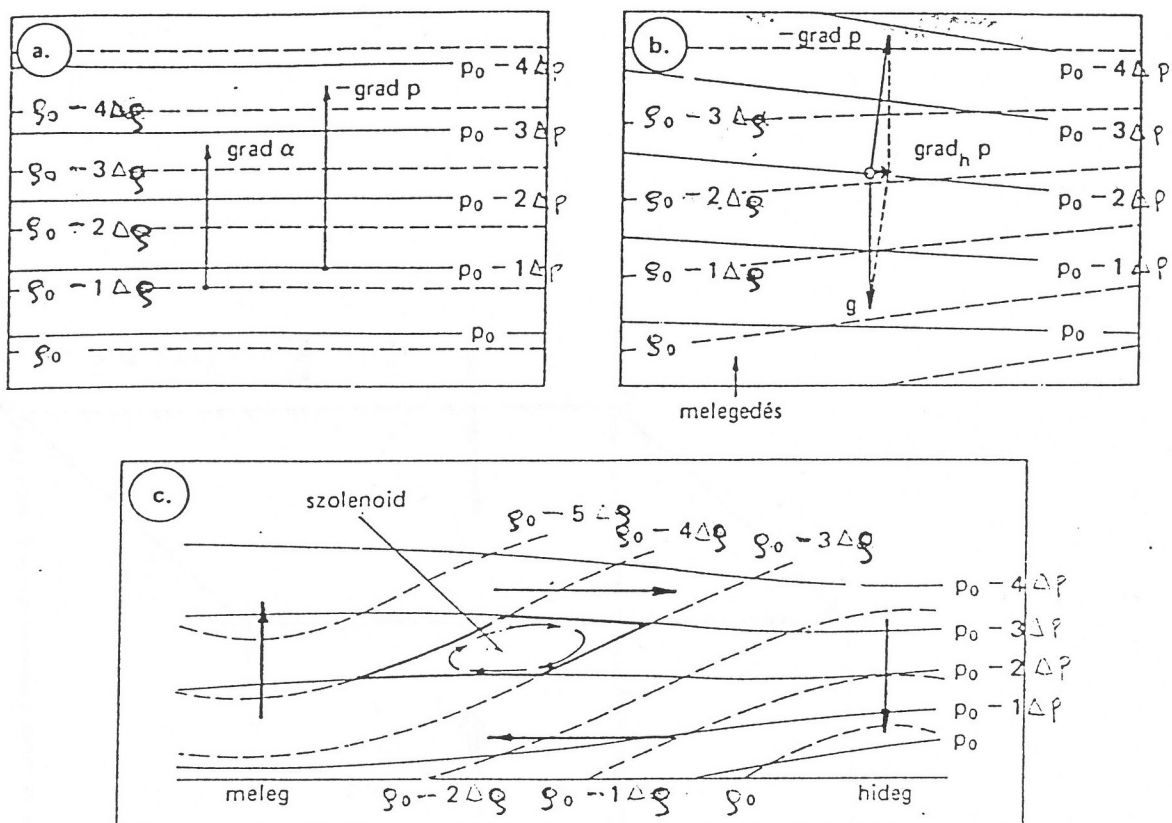 a.
p₀ − 4Δp
−grad p
ϱ₀ − 4Δϱ
p₀ − 3Δp
grad α
ϱ₀ − 3Δϱ
p₀ − 2Δp
ϱ₀ − 2Δϱ
p₀ − 1Δp
ϱ₀ − 1Δϱ
p₀
ϱ₀
b.
−grad p
p₀ − 4Δp
ϱ₀ − 3Δϱ
p₀ − 3Δp
grad_h p
ϱ₀ − 2Δϱ
p₀ − 2Δp
ϱ₀ − 1Δϱ
p₀ − 1Δp
g
ϱ₀
p₀
melegedés
c.
szolenoid
ϱ₀ − 5Δϱ
ϱ₀ − 4Δϱ
ϱ₀ − 3Δϱ
p₀ − 4Δp
p₀ − 3Δp
p₀ − 2Δp
p₀ − 1Δp
p₀
meleg
ϱ₀ − 2Δϱ
ϱ₀ − 1Δϱ
ϱ₀
hideg